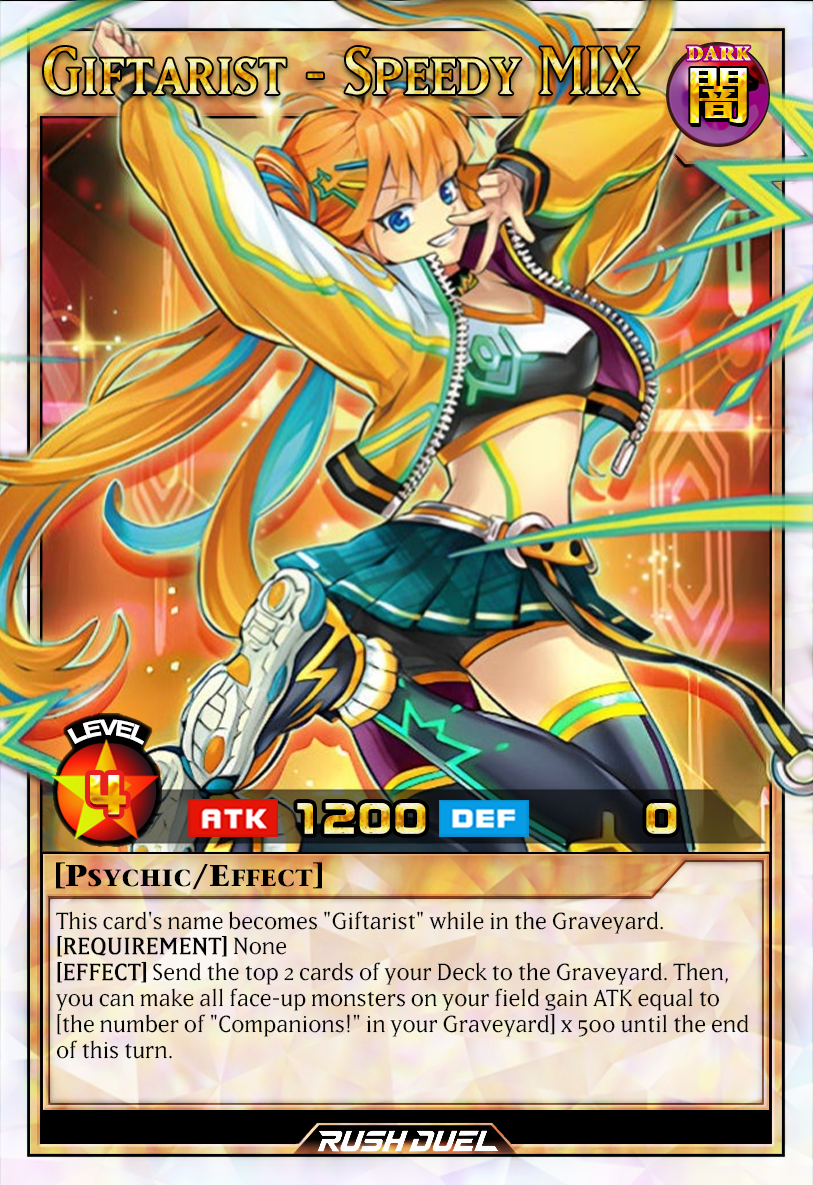 Giftarist - Speedy MIX
DARK
闇
LEVEL
4
ATK 1200 DEF 0
[Psychic/Effect]
This card's name becomes "Giftarist" while in the Graveyard.
[REQUIREMENT] None
[EFFECT] Send the top 2 cards of your Deck to the Graveyard. Then,
you can make all face-up monsters on your field gain ATK equal to
[the number of "Companions!" in your Graveyard] x 500 until the end
of this turn.
RUSH DUEL